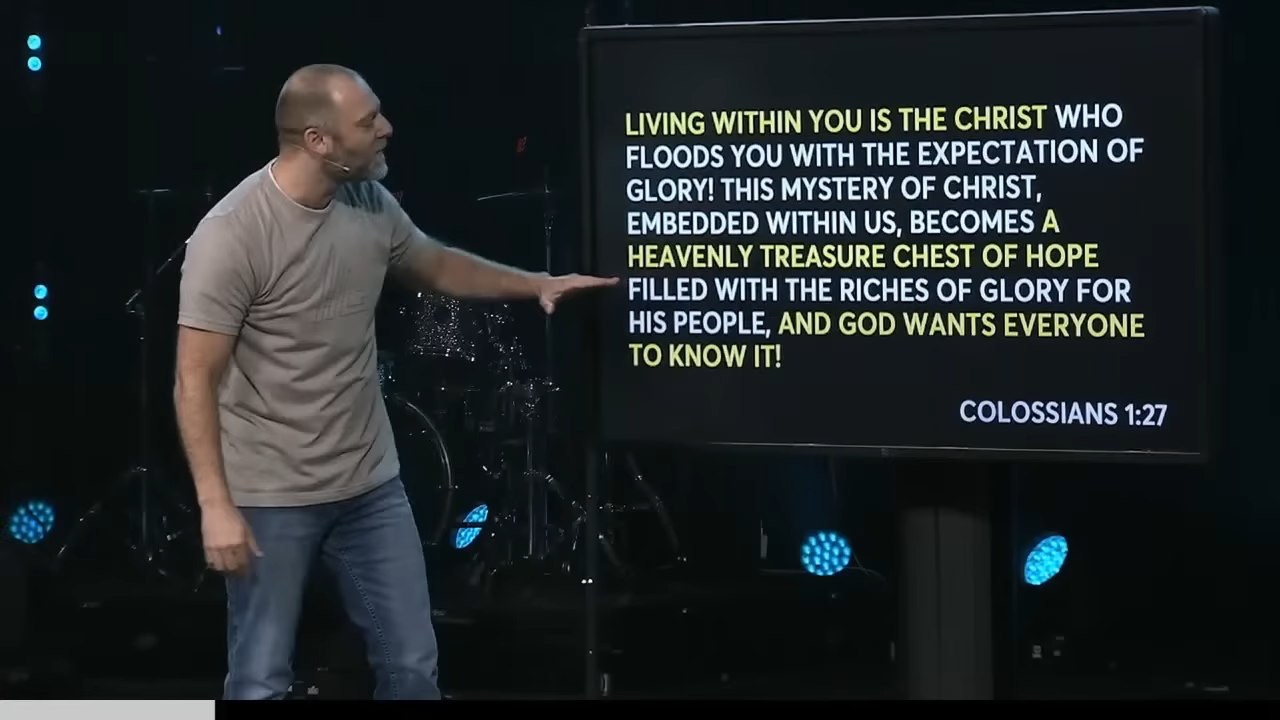 LIVING WITHIN YOU IS THE CHRIST WHO
FLOODS YOU WITH THE EXPECTATION OF
GLORY! THIS MYSTERY OF CHRIST,
EMBEDDED WITHIN US, BECOMES A
HEAVENLY TREASURE CHEST OF HOPE
FILLED WITH THE RICHES OF GLORY FOR
HIS PEOPLE, AND GOD WANTS EVERYONE
TO KNOW IT!
COLOSSIANS 1:27